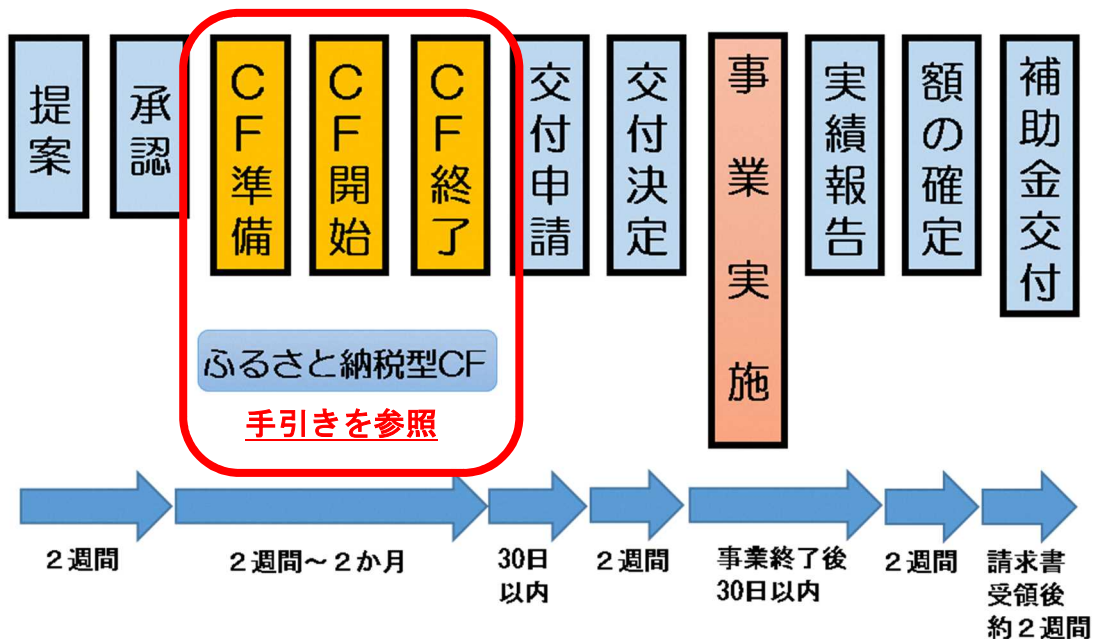 提案
承認
CF準備
CF開始
CF終了
交付申請
交付決定
事業実施
実績報告
額の確定
補助金交付
ふるさと納税型CF
手引きを参照
2週間
2週間～2か月
30日
以内
2週間
事業終了後
30日以内
2週間
請求書
受領後
約2週間